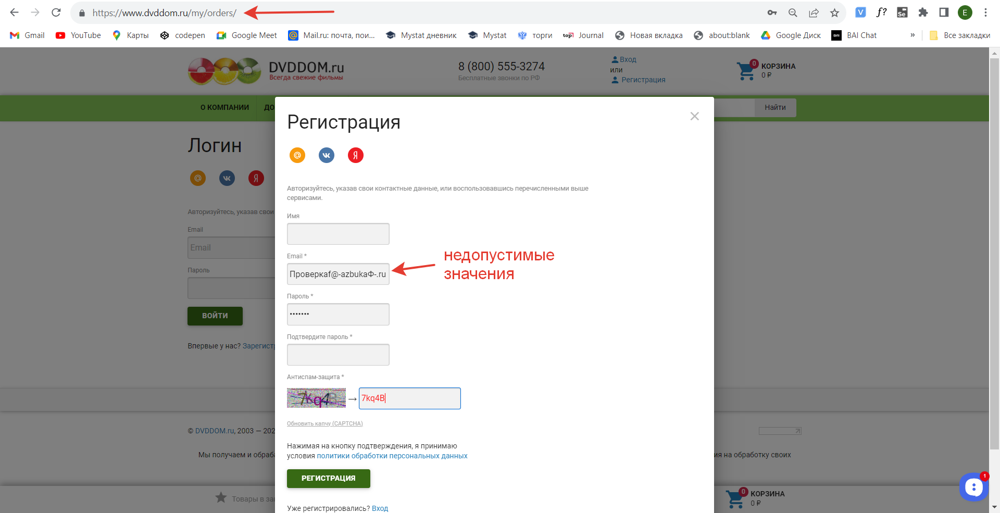 https://www.dvddom.ru/my/orders/
V
f?
Se
E
Gmail
YouTube
Карты
codepen
Google Meet
Mail.ru: почта, пои...
Mystat дневник
Mystat
торги
top1 Journal
Новая вкладка
about:blank
Google Диск
BAI
BAI Chat
»
Все закладки
DVDDOM.ru
Всегда свежие фильмы
8 (800) 555-3274
Бесплатные звонки по РФ
Вход
или
Регистрация
0
КОРЗИНА
0 ₽
О КОМПАНИИ
ДО
Найти
Логин
Авторизуйтесь, указав свои
Email
Email
Пароль
ВОЙТИ
Впервые у нас? Зарегистр
Регистрация
Авторизуйтесь, указав свои контактные данные, или воспользовавшись перечисленными выше
сервисами.
Имя
Email *
Проверкаf@-azbukaФ-.ru
недопустимые
значения
Пароль *
•••••••
Подтвердите пароль *
Антиспам-защита *
7kq4B
→
7kq4B
Обновить капчу (CAPTCHA)
Нажимая на кнопку подтверждения, я принимаю
условия политики обработки персональных данных
РЕГИСТРАЦИЯ
Уже регистрировались? Вход
© DVDDOM.ru, 2003 — 202
Мы получаем и обраба
ия на обработку своих
Товары в за
0
КОРЗИНА
0 ₽
1